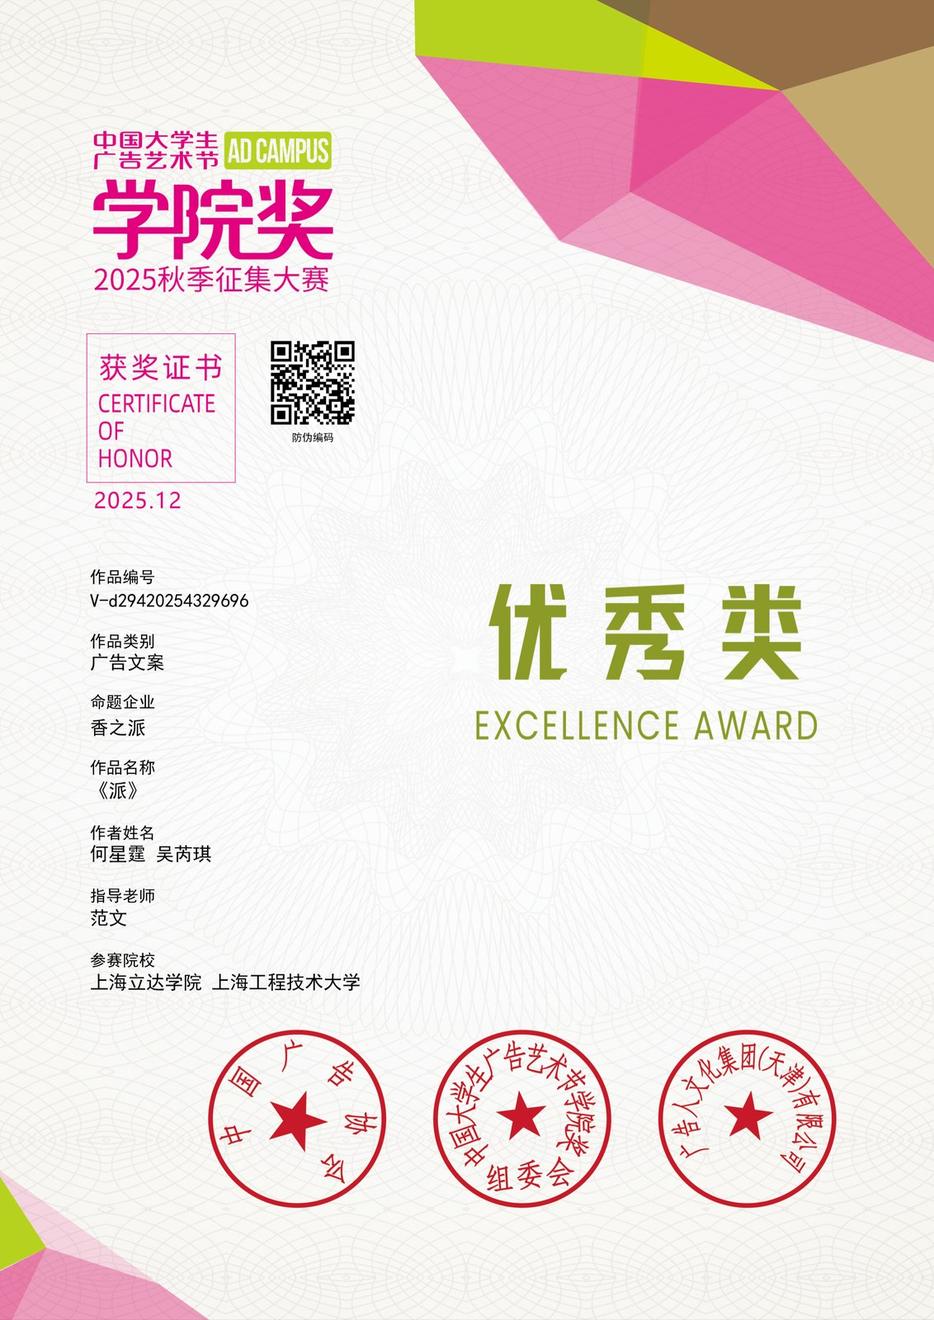 中国大学生
广告艺术节
AD CAMPUS
学院奖
2025秋季征集大赛
获奖证书
CERTIFICATE
OF
HONOR
防伪编码
2025.12
作品编号
V-d29420254329696
作品类别
广告文案
命题企业
香之派
作品名称
《派》
作者姓名
何星霆 吴芮琪
指导老师
范文
参赛院校
上海立达学院 上海工程技术大学
优秀类
EXCELLENCE AWARD
中国广告协会
中国大学生广告艺术节学院奖
组委会
广告人文化集团(天津)有限公司